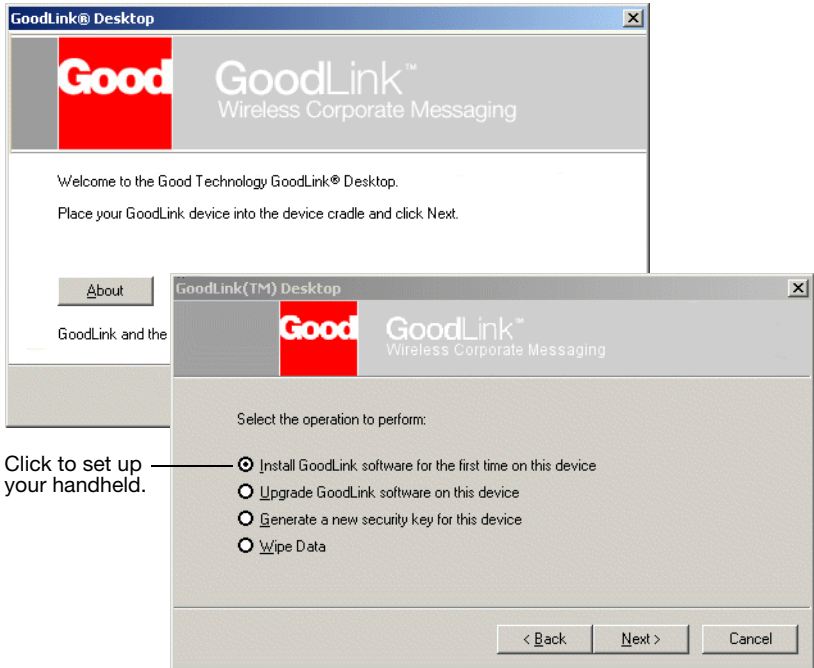 GoodLink® Desktop
Good
GoodLink™
Wireless Corporate Messaging
Welcome to the Good Technology GoodLink® Desktop.
Place your GoodLink device into the device cradle and click Next.
About
GoodLink and the
GoodLink(TM) Desktop
Good
GoodLink™
Wireless Corporate Messaging
Select the operation to perform:
Click to set up
your handheld.
Install GoodLink software for the first time on this device
Upgrade GoodLink software on this device
Generate a new security key for this device
Wipe Data
< Back
Next >
Cancel